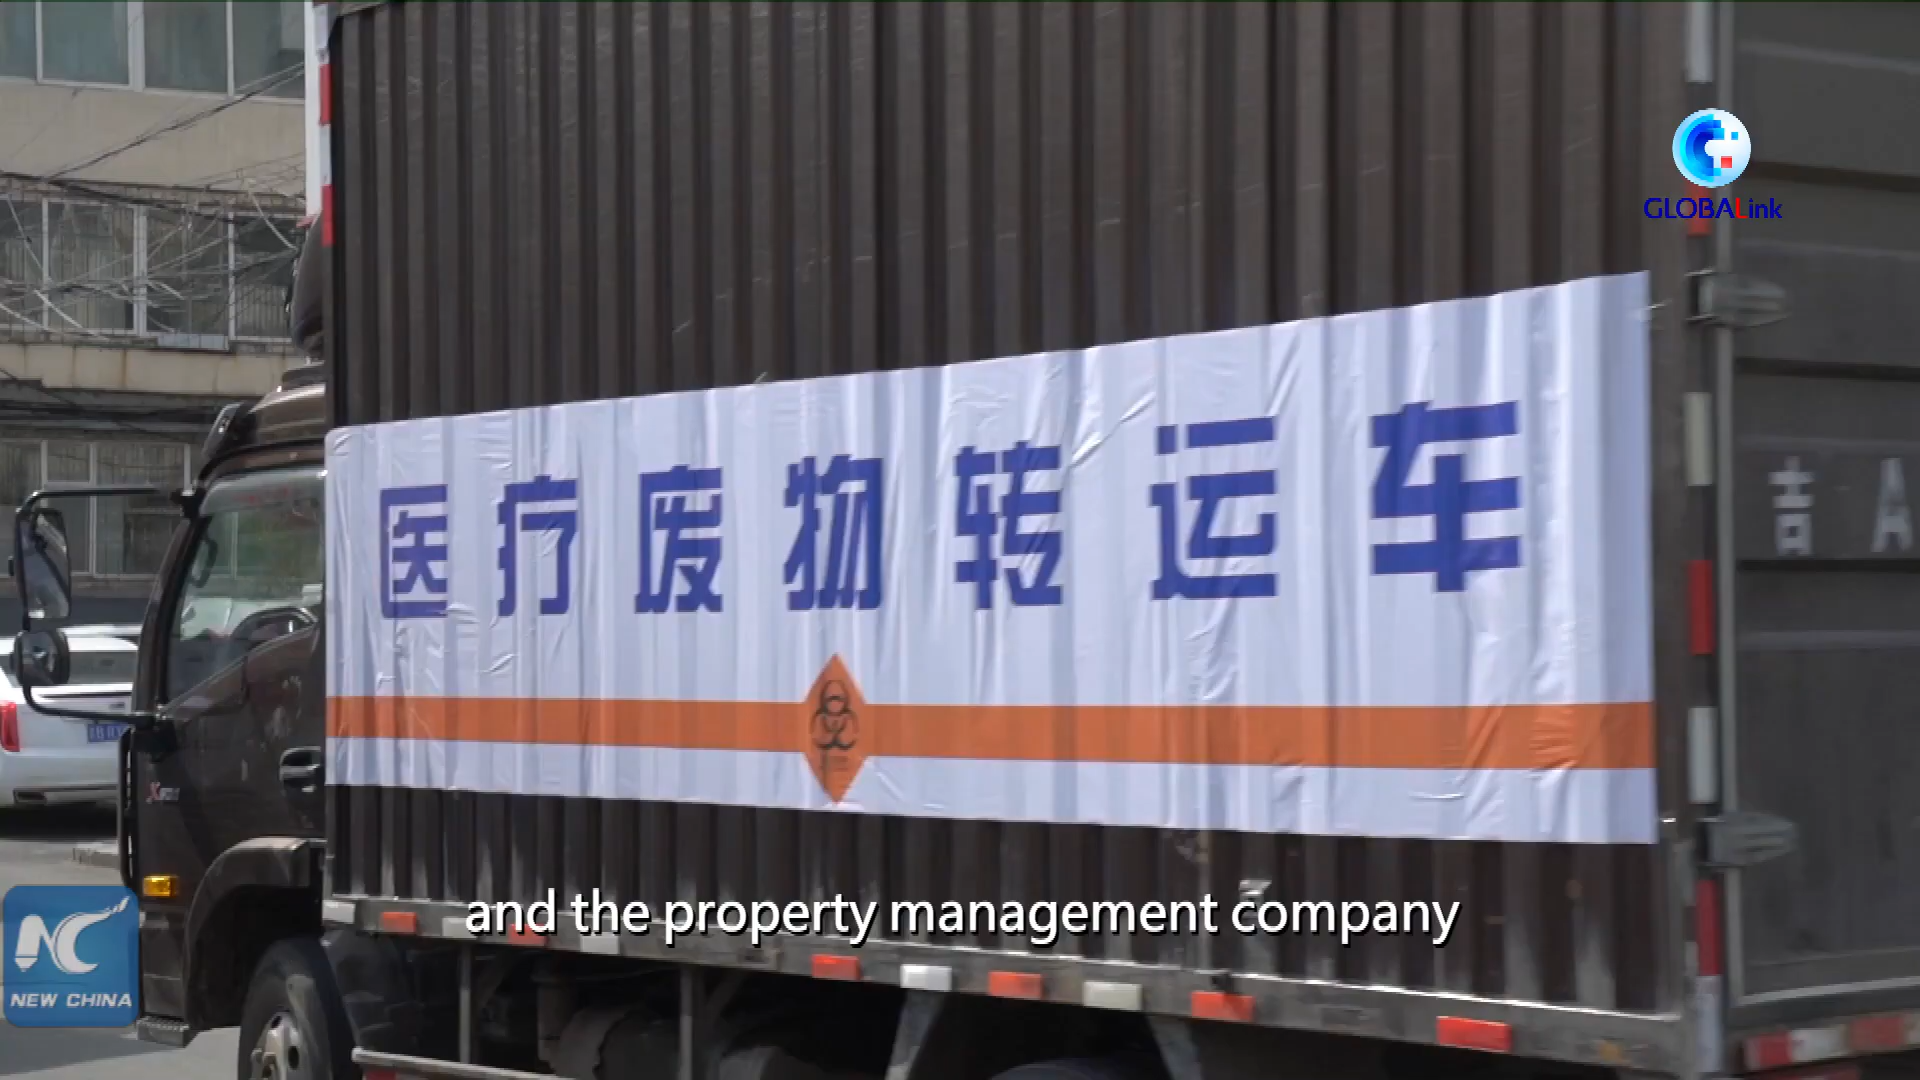 GLOBALink
医疗废物转运车
吉 A
and the property management company
NEW CHINA